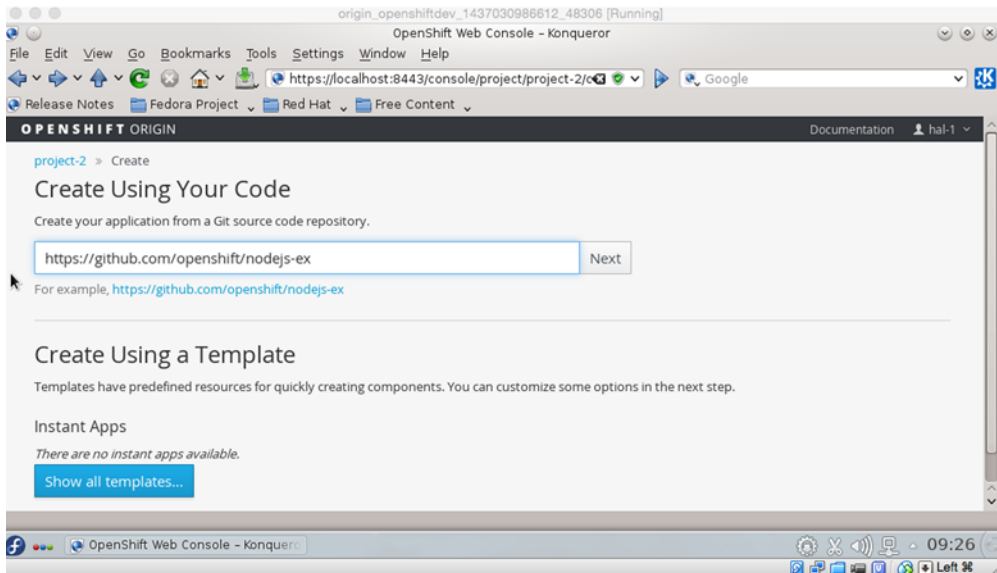 origin_openshiftdev_1437030986612_48306 [Running]
OpenShift Web Console – Konqueror
File Edit View Go Bookmarks Tools Settings Window Help
https://localhost:8443/console/project/project-2/c Google
Release Notes Fedora Project Red Hat Free Content
OPENSHIFT ORIGIN Documentation hal-1
project-2 » Create
Create Using Your Code
Create your application from a Git source code repository.
https://github.com/openshift/nodejs-ex Next
For example, https://github.com/openshift/nodejs-ex
Create Using a Template
Templates have predefined resources for quickly creating components. You can customize some options in the next step.
Instant Apps
There are no instant apps available.
Show all templates...
OpenShift Web Console – Konquero 09:26
Left ⌘